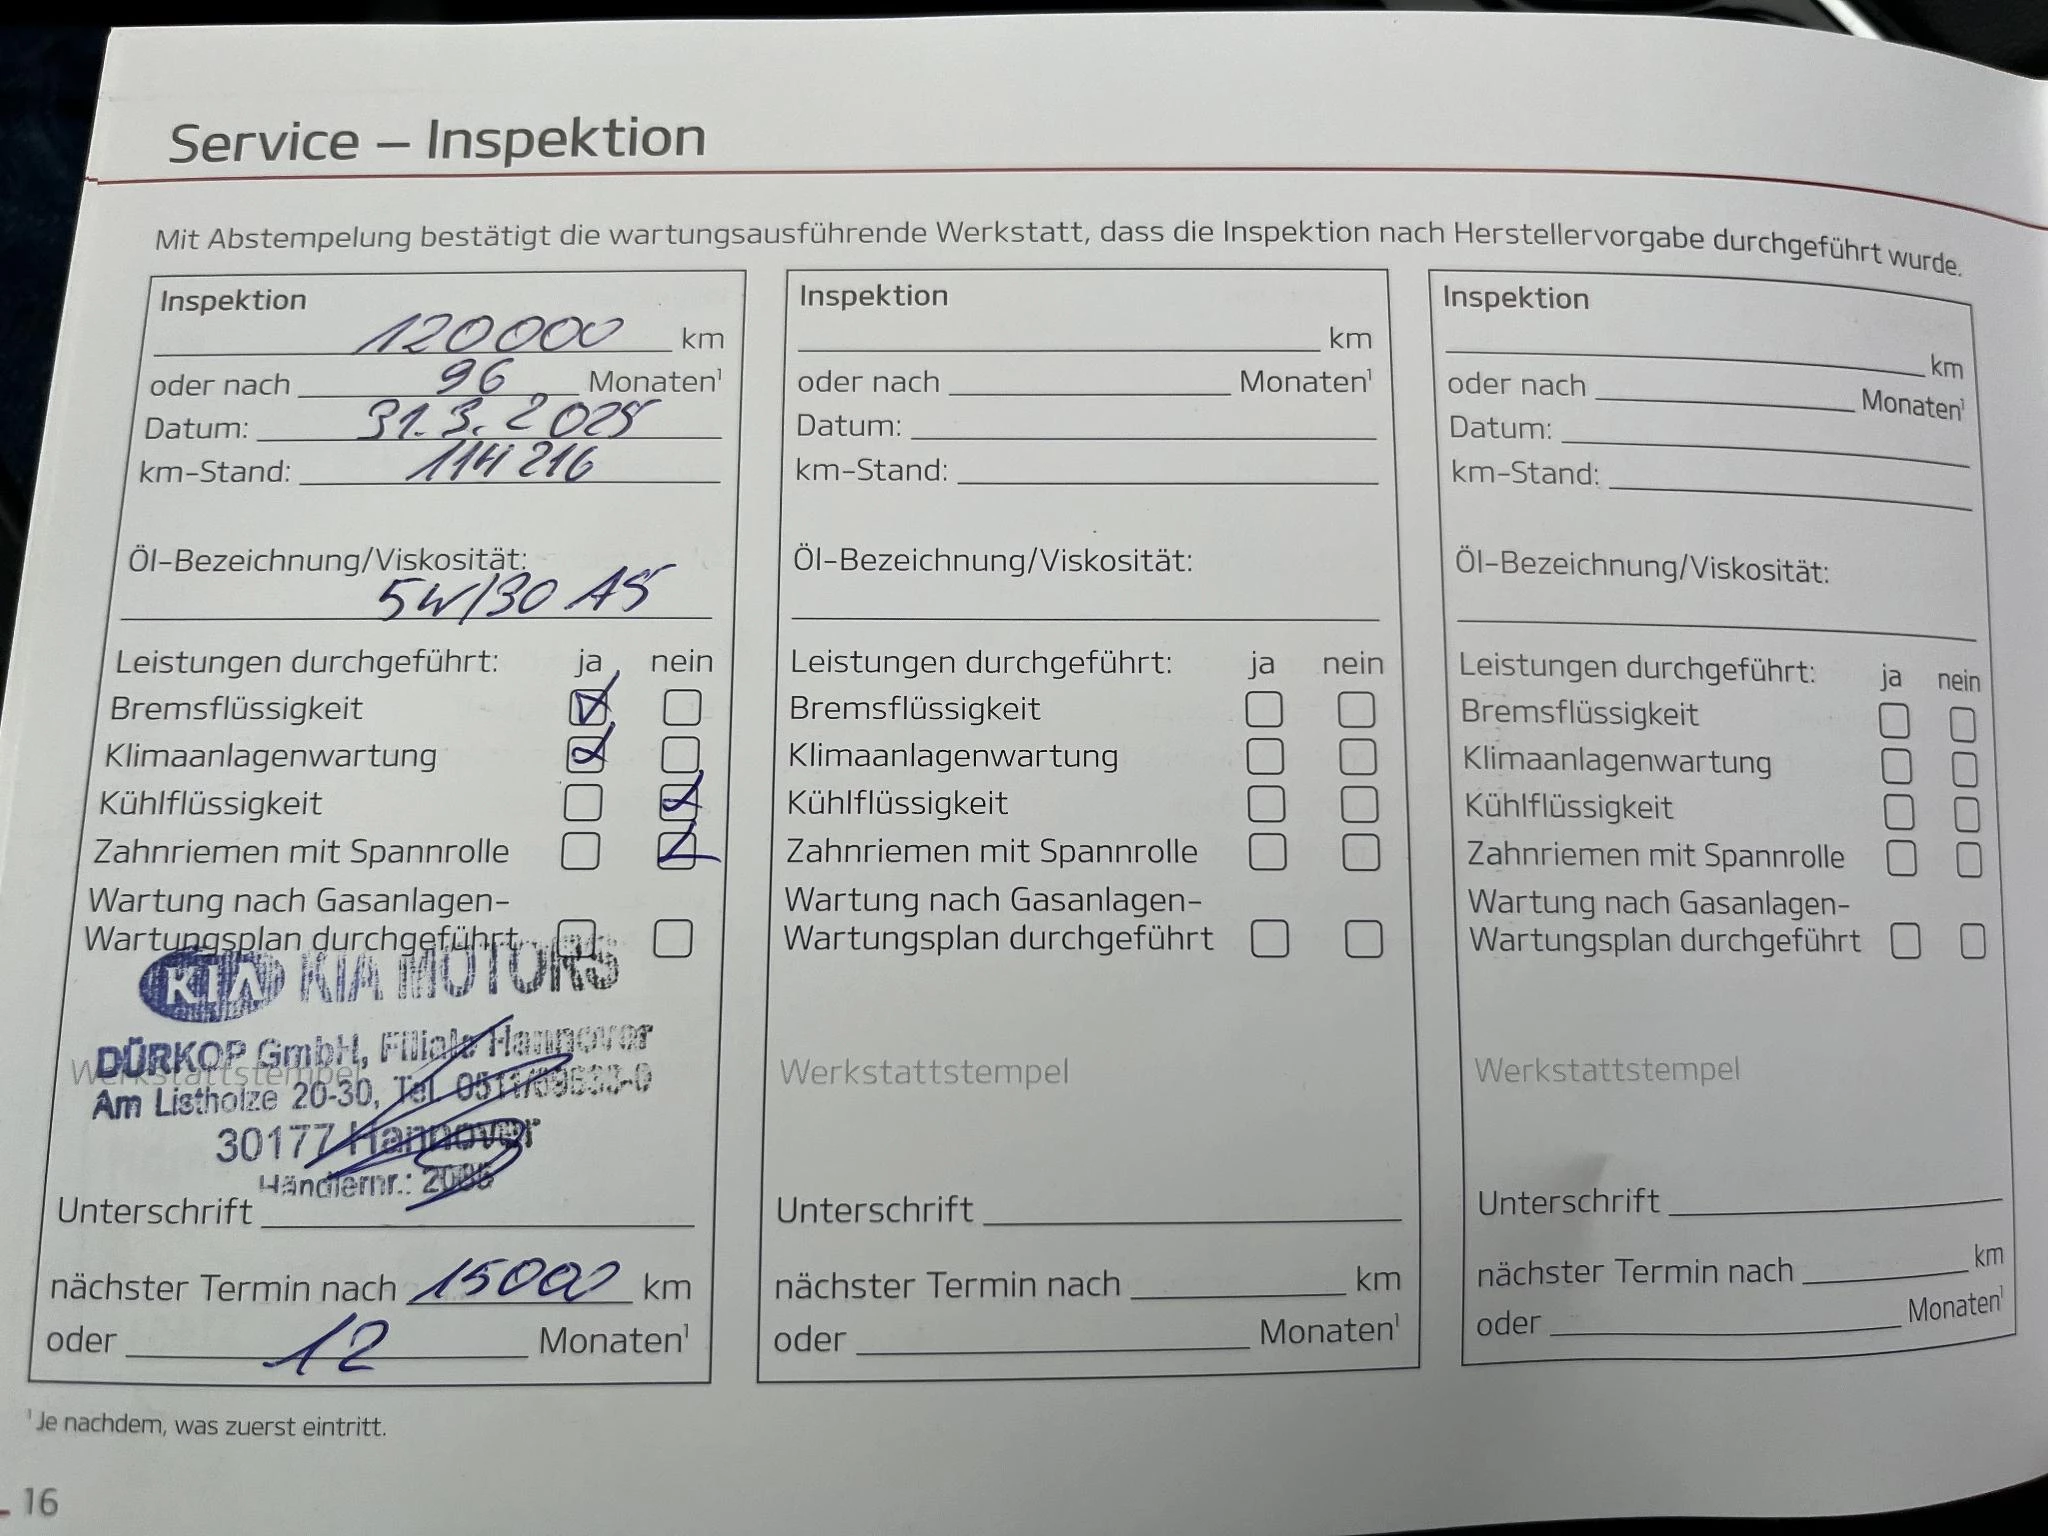 Service – Inspektion
Mit Abstempelung bestätigt die wartungsausführende Werkstatt, dass die Inspektion nach Herstellervorgabe durchgeführt wurde.
Inspektion
120000 km
oder nach 96 Monaten¹
Datum: 31.3.2025
km-Stand: 114216
Öl-Bezeichnung/Viskosität:
5W/30 A5
Leistungen durchgeführt: ja nein
Bremsflüssigkeit
Klimaanlagenwartung
Kühlflüssigkeit
Zahnriemen mit Spannrolle
Wartung nach Gasanlagen-
Wartungsplan durchgeführt
KIA KIA MOTORS
DÜRKOP GmbH, Filiale Hannover
Werkstattstempel
Am Listholze 20-30, Tel. 0511/
30177 Hannover
Händlernr.:
Unterschrift
nächster Termin nach 15000 km
oder 12 Monaten¹
Inspektion
km
oder nach Monaten¹
Datum:
km-Stand:
Öl-Bezeichnung/Viskosität:
Leistungen durchgeführt: ja nein
Bremsflüssigkeit
Klimaanlagenwartung
Kühlflüssigkeit
Zahnriemen mit Spannrolle
Wartung nach Gasanlagen-
Wartungsplan durchgeführt
Werkstattstempel
Unterschrift
nächster Termin nach km
oder Monaten¹
Inspektion
km
oder nach Monaten¹
Datum:
km-Stand:
Öl-Bezeichnung/Viskosität:
Leistungen durchgeführt: ja nein
Bremsflüssigkeit
Klimaanlagenwartung
Kühlflüssigkeit
Zahnriemen mit Spannrolle
Wartung nach Gasanlagen-
Wartungsplan durchgeführt
Werkstattstempel
Unterschrift
nächster Termin nach km
oder Monaten¹
¹ Je nachdem, was zuerst eintritt.
16